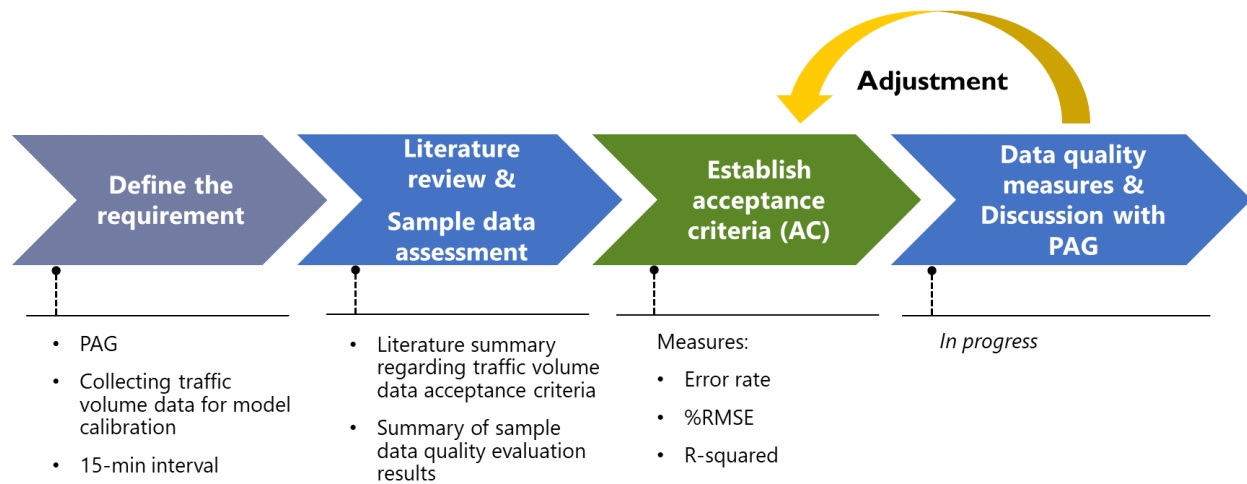 Adjustment
Define the
requirement
Literature
review &
Sample data
assessment
Establish
acceptance
criteria (AC)
Data quality
measures &
Discussion with
PAG
• PAG
• Collecting traffic
volume data for model
calibration
• 15-min interval
• Literature summary
regarding traffic volume
data acceptance criteria
• Summary of sample
data quality evaluation
results
Measures:
• Error rate
• %RMSE
• R-squared
In progress